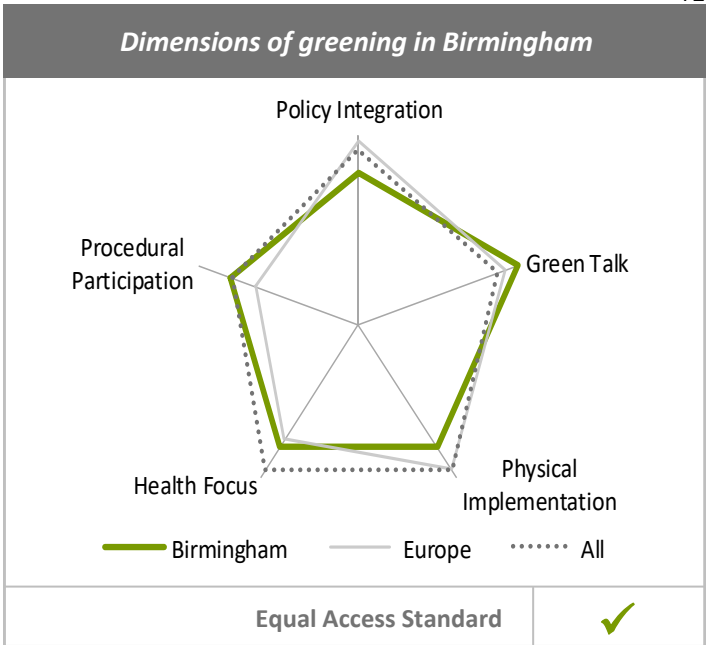 Dimensions of greening in Birmingham
Policy Integration
Procedural
Participation
Green Talk
Health Focus
Physical
Implementation
Birmingham
Europe
All
Equal Access Standard